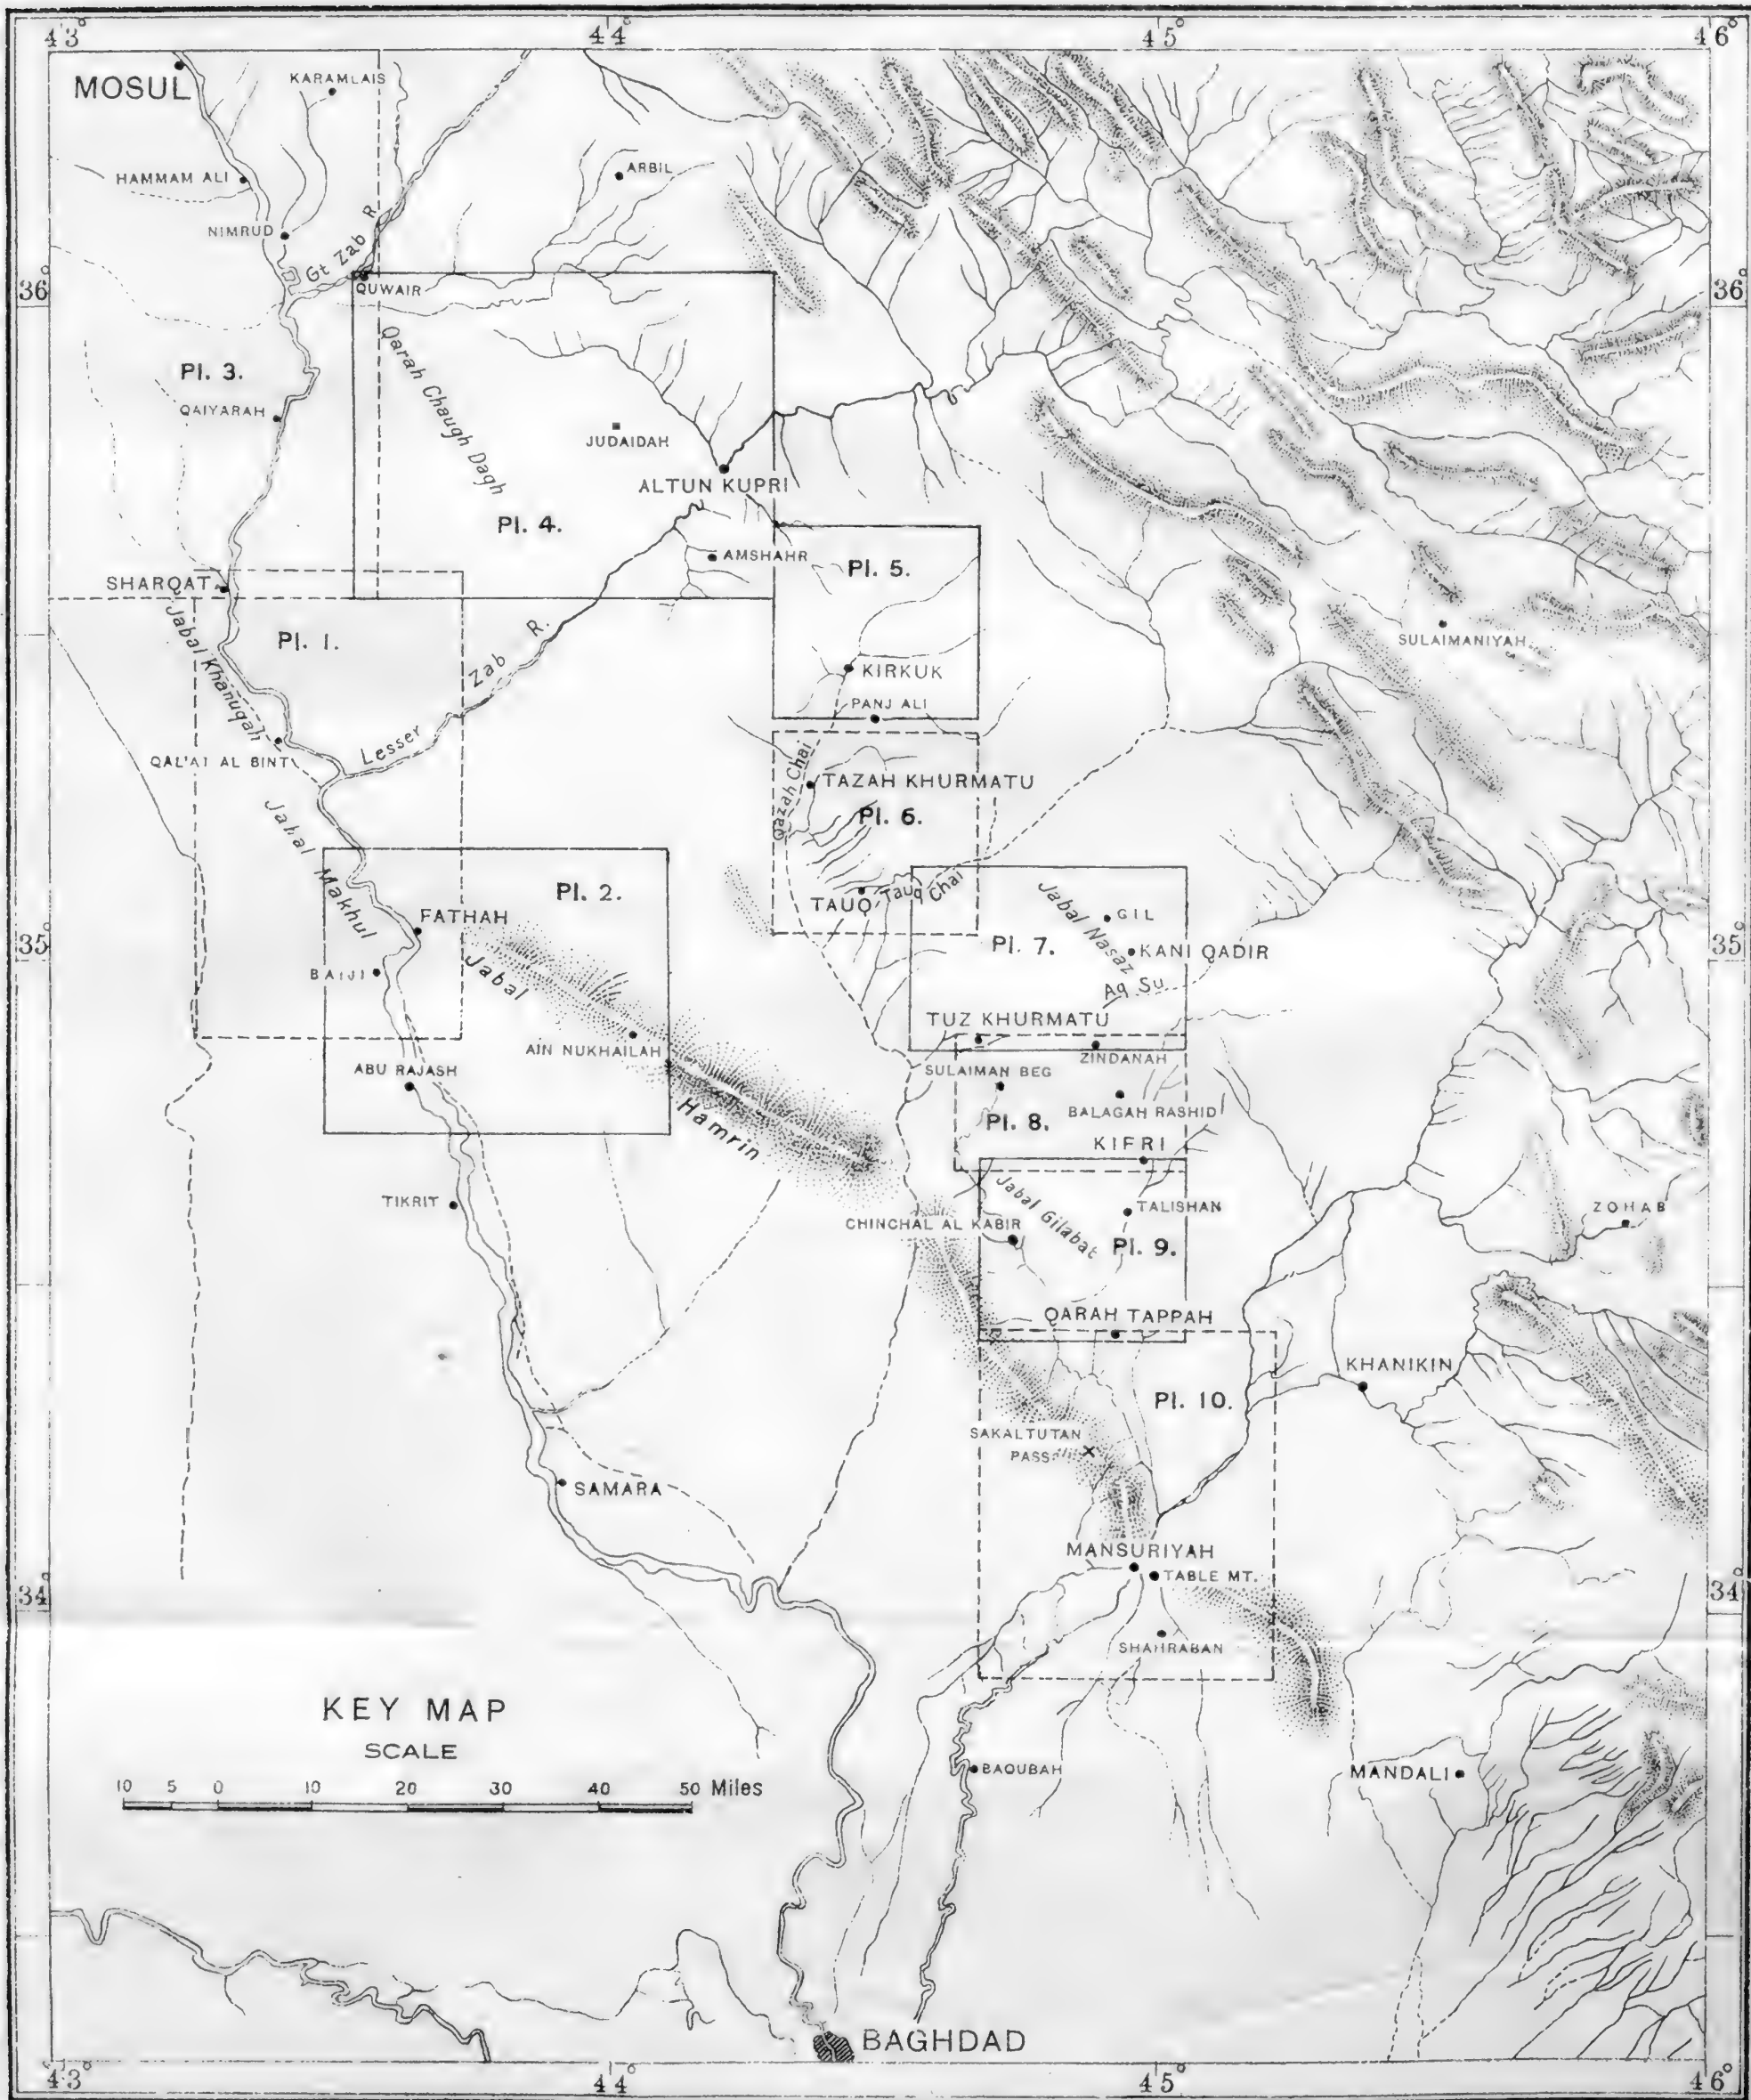 43° 44° 45° 46°
MOSUL
KARAMLAIS
HAMMAM ALI
ARBIL
NIMRUD
Gt Zab R.
QUWAIR
36° 36°
Qarah Chaugh Dagh
Pl. 3.
QAIYARAH
JUDAIDAH
ALTUN KUPRI
Pl. 4.
AMSHAHR
Pl. 5.
SHARQAT
Jabal Khanuqah
Pl. 1.
SULAIMANIYAH
Lesser Zab R.
KIRKUK
PANJ ALI
QAL'AT AL BINT
Qazah Chai
TAZAH KHURMATU
Jabal Makhul
Pl. 6.
Pl. 2.
TAUQ
Tauq Chai
FATHAH
Jabal Nasaz
GIL
35° 35°
Pl. 7.
KANI QADIR
BAIJI
Jabal Hamrin
Aq Su
TUZ KHURMATU
AIN NUKHAILAH
ZINDANAH
ABU RAJASH
SULAIMAN BEG
BALAGAH RASHID
Pl. 8.
KIFRI
TIKRIT
Jabal Gilabat
TALISHAN
ZOHAB
CHINCHAL AL KABIR
Pl. 9.
QARAH TAPPAH
KHANIKIN
Pl. 10.
SAKALTUTAN
PASS
SAMARA
MANSURIYAH
TABLE MT.
34° 34°
SHAHRABAN
KEY MAP
SCALE
BAQUBAH
MANDALI
10 5 0 10 20 30 40 50 Miles
BAGHDAD
43° 44° 45° 46°